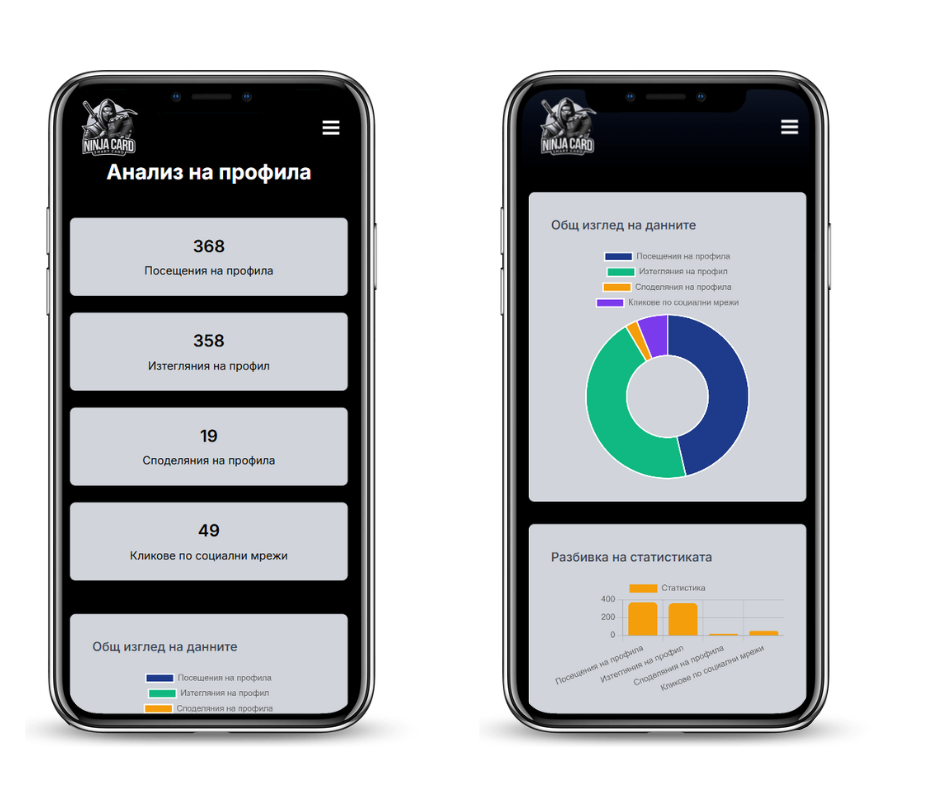 NINJA CARD
SMART CARD
Анализ на профила
368
Посещения на профила
358
Изтегляния на профил
19
Споделяния на профила
49
Кликове по социални мрежи
Общ изглед на данните
Посещения на профила
Изтегляния на профил
Споделяния на профила
NINJA CARD
SMART CARD
Общ изглед на данните
Посещения на профила
Изтегляния на профил
Споделяния на профила
Кликове по социални мрежи
Разбивка на статистиката
Статистика
400
200
0
Посещения на профила
Изтегляния на профил
Споделяния на профила
Кликове по социални мрежи